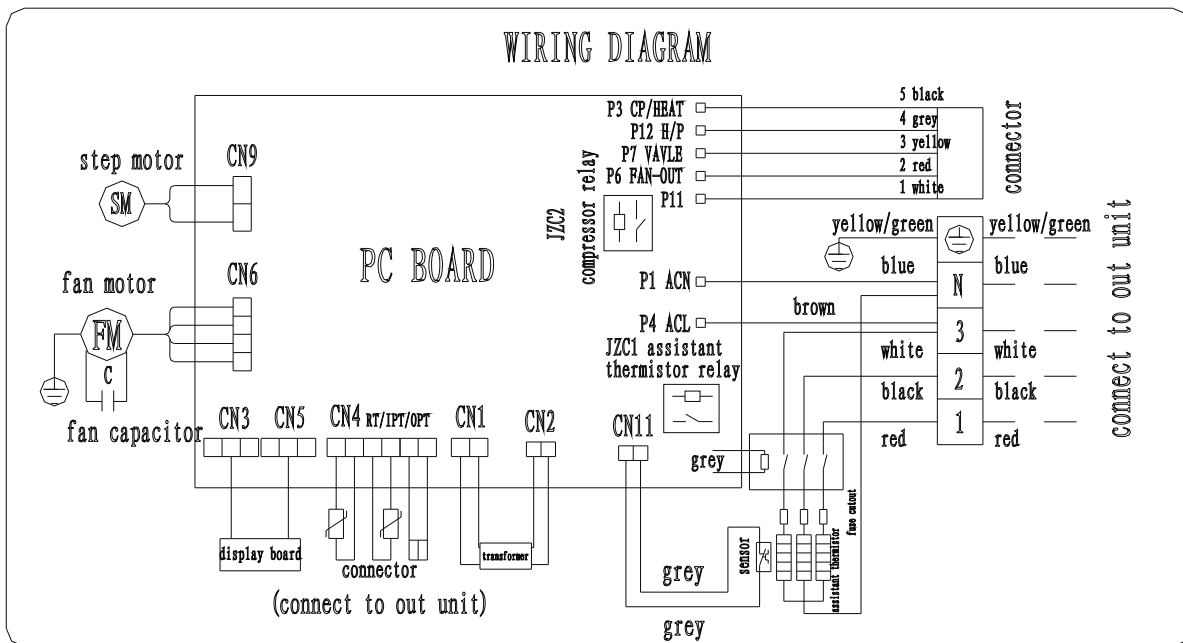 WIRING DIAGRAM
P3 CP/HEAT
5 black
P12 H/P
4 grey
P7 VAVLE
3 yellow
P6 FAN-OUT
2 red
P11
1 white
connector
step motor
CN9
SM
JZC2
compressor relay
PC BOARD
yellow/green
yellow/green
blue
N
blue
P1 ACN
brown
P4 ACL
3
white
white
2
black
black
1
red
red
connect to out unit
fan motor
CN6
FM
C
fan capacitor
JZC1 assistant
thermistor relay
CN3
CN5
CN4 RT/IPT/OPT
CN1
CN2
CN11
grey
fuse cutout
display board
connector
transformer
sensor
assistant thermistor
(connect to out unit)
grey
grey